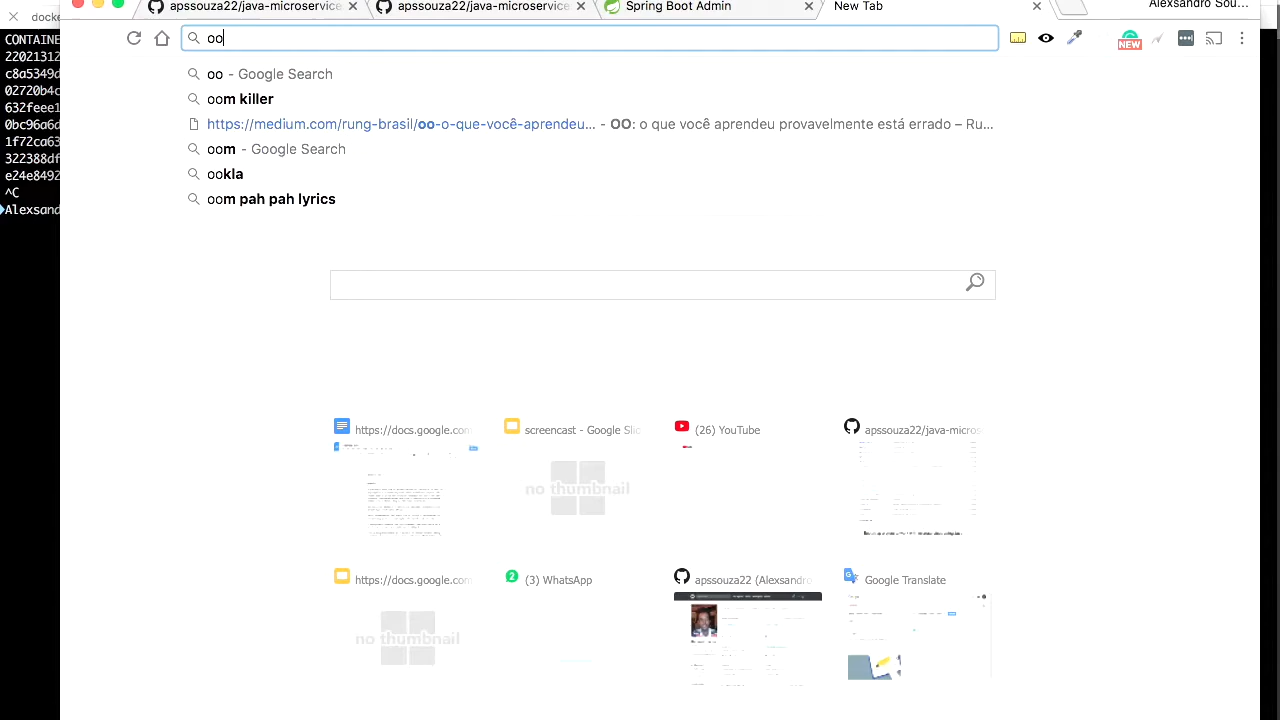 apssouza22/java-microservice
apssouza22/java-microservice
Spring Boot Admin
New Tab
Alexsandro Sou...
docke
oo
NEW
CONTAINE
22021312
c8a5349d
02720b4c
632feee1
0bc96a6d
1f72ca63
322388df
e24e8492
^C
Alexsand
oo - Google Search
oom killer
https://medium.com/rung-brasil/oo-o-que-você-aprendeu... - OO: o que você aprendeu provavelmente está errado – Ru...
oom - Google Search
ookla
oom pah pah lyrics
https://docs.google.com
screencast - Google Slic
(26) YouTube
apssouza22/java-micros
no thumbnail
https://docs.google.com
(3) WhatsApp
apssouza22 (Alexsandro
Google Translate
no thumbnail